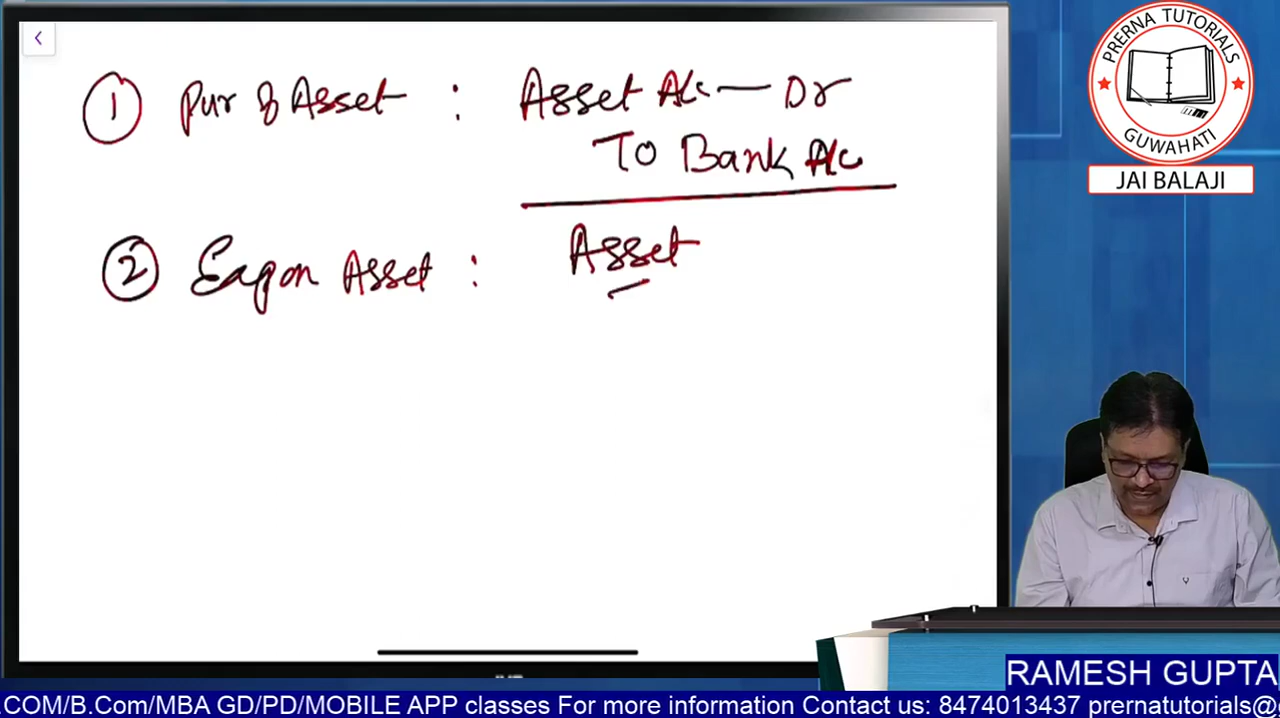 ① Pur of Asset : Asset A/c — Dr
To Bank A/c
② Exp on Asset : Asset
PRERNA TUTORIALS
GUWAHATI
JAI BALAJI
RAMESH GUPTA
.COM/B.Com/MBA GD/PD/MOBILE APP classes For more information Contact us: 8474013437 prernatutorials@